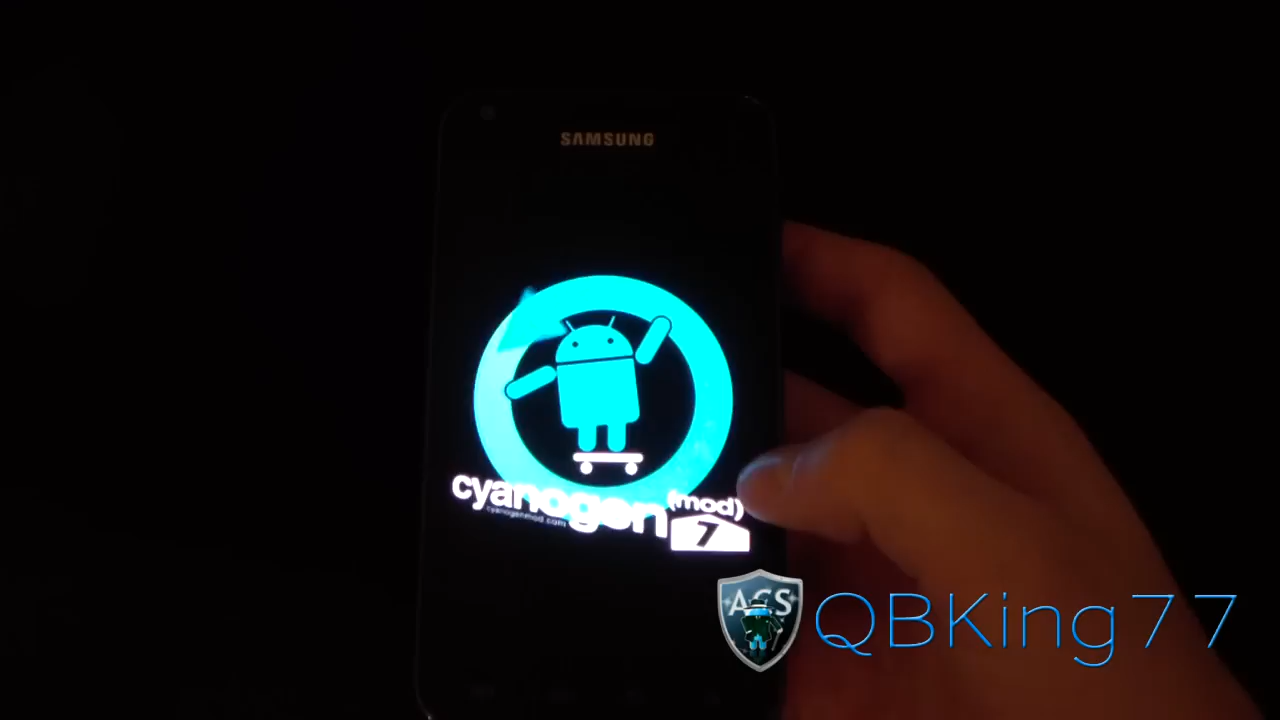 SAMSUNG
cyanogen
(mod)
cyanogenmod.com
7
ACS
QBKing77